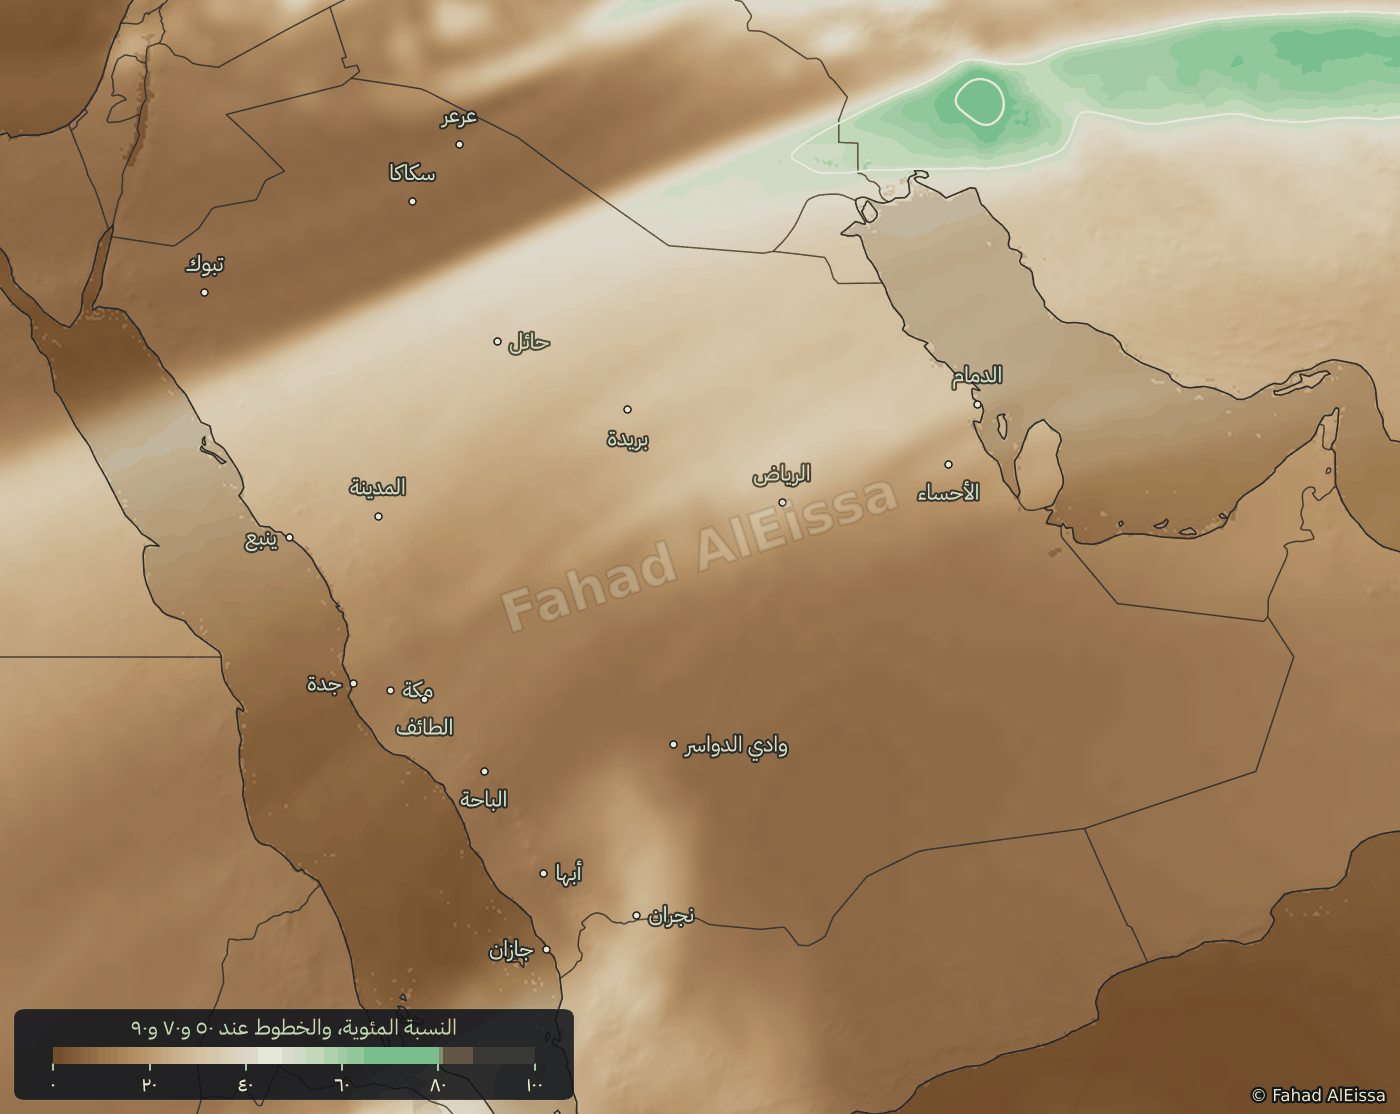 عرعر
سكاكا
تبوك
حائل
الدمام
بريدة
الرياض
المدينة
الأحساء
ينبع
Fahad AlEissa
جدة
مكة
الطائف
وادي الدواسر
الباحة
أبها
نجران
جازان
النسبة المئوية، والخطوط عند ٥٠ و٧٠ و٩٠
٠ ٢٠ ٤٠ ٦٠ ٨٠ ١٠٠
© Fahad AlEissa